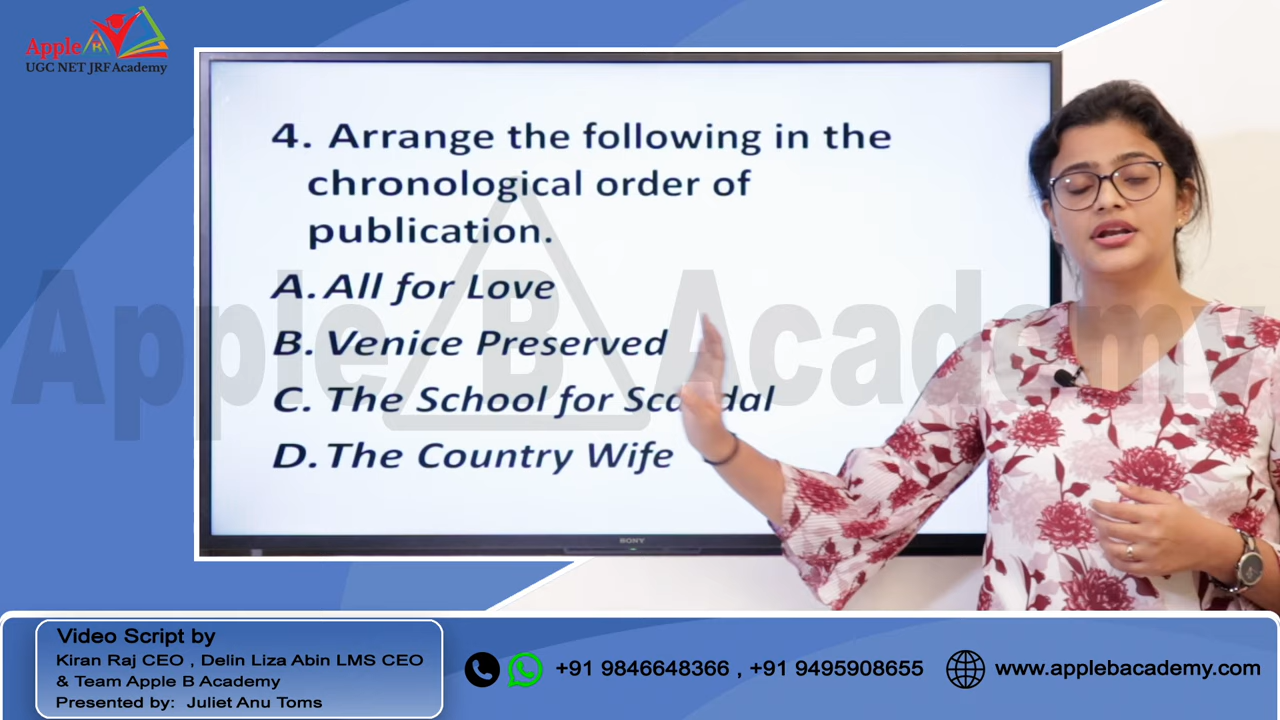 Apple B
UGC NET JRF Academy
4. Arrange the following in the
chronological order of
publication.
A. All for Love
B. Venice Preserved
C. The School for Scandal
D. The Country Wife
Apple B Academy
SONY
Video Script by
Kiran Raj CEO , Delin Liza Abin LMS CEO
& Team Apple B Academy
Presented by: Juliet Anu Toms
+91 9846648366 , +91 9495908655
www.applebacademy.com